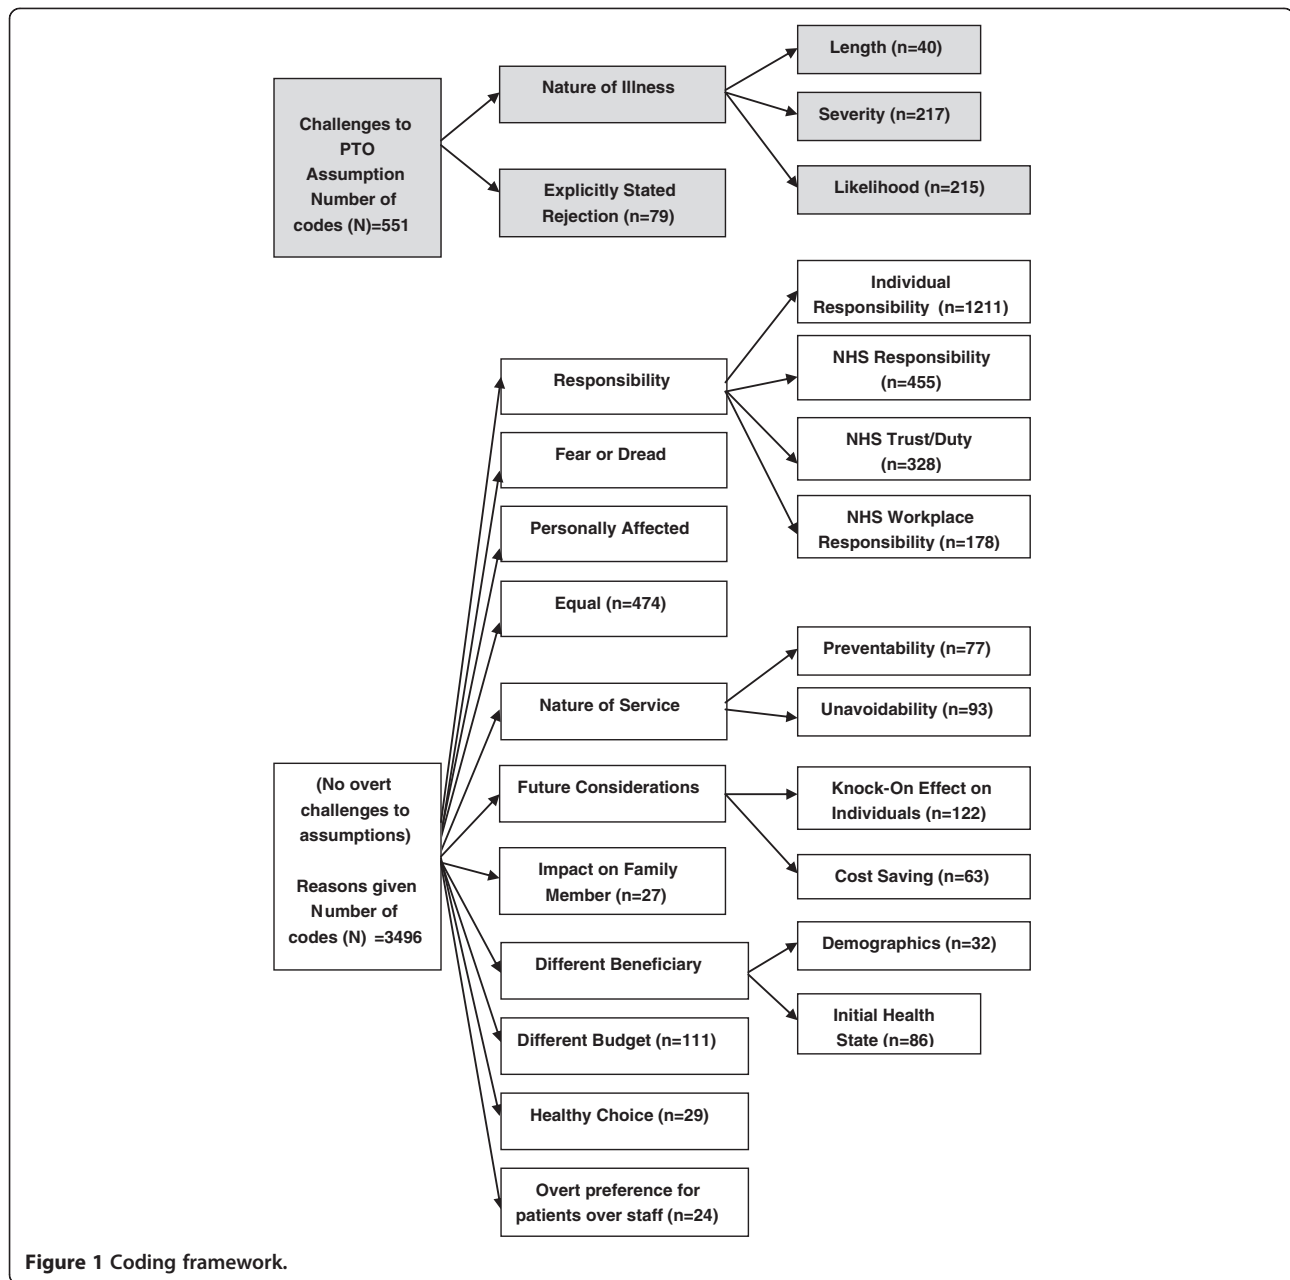 Challenges to
PTO
Assumption
Number of
codes (N)=551
Nature of Illness
Explicitly Stated
Rejection (n=79)
Length (n=40)
Severity (n=217)
Likelihood (n=215)
(No overt
challenges to
assumptions)
Reasons given
Number of
codes (N) =3496
Responsibility
Individual
Responsibility (n=1211)
NHS Responsibility
(n=455)
NHS Trust/Duty
(n=328)
NHS Workplace
Responsibility (n=178)
Fear or Dread
Personally Affected
Equal (n=474)
Nature of Service
Preventability (n=77)
Unavoidability (n=93)
Future Considerations
Knock-On Effect on
Individuals (n=122)
Cost Saving (n=63)
Impact on Family
Member (n=27)
Different Beneficiary
Demographics (n=32)
Initial Health
State (n=86)
Different Budget (n=111)
Healthy Choice (n=29)
Overt preference for
patients over staff (n=24)
Figure 1 Coding framework.